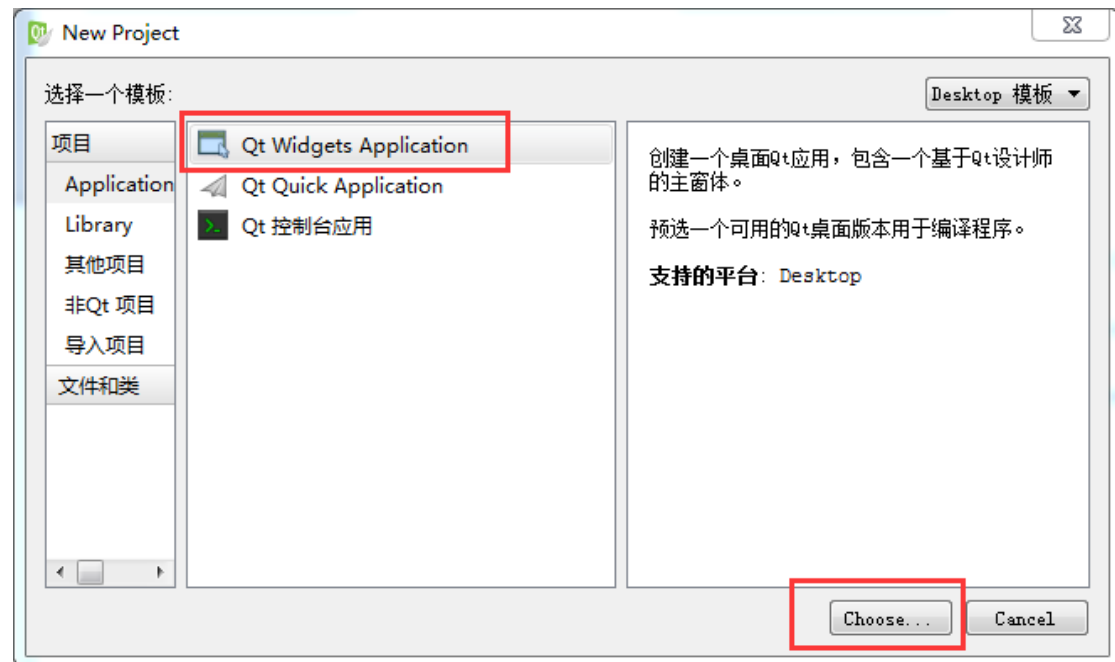 New Project
选择一个模板:
Desktop 模板
项目
Application
Library
其他项目
非Qt 项目
导入项目
文件和类
Qt Widgets Application
Qt Quick Application
Qt 控制台应用
创建一个桌面Qt应用，包含一个基于Qt设计师
的主窗体。
预选一个可用的Qt桌面版本用于编译程序。
支持的平台: Desktop
Choose...
Cancel